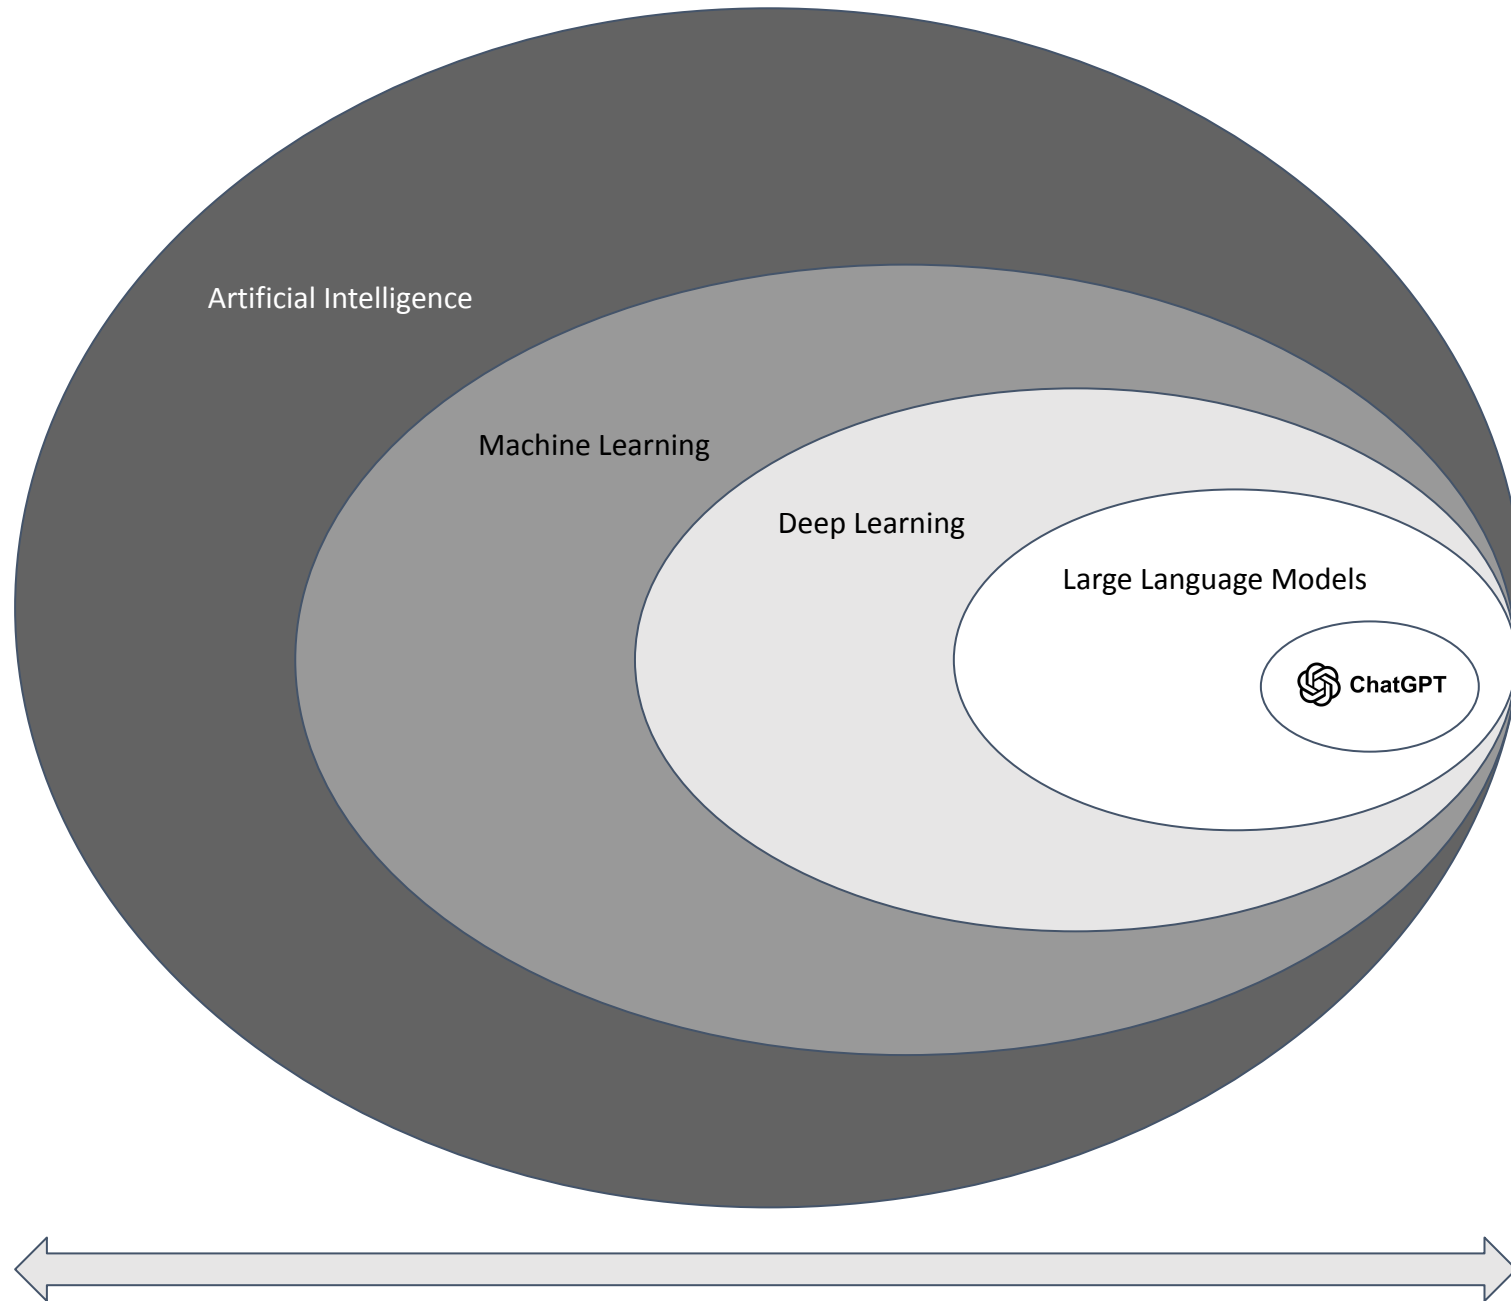 Artificial Intelligence
Machine Learning
Deep Learning
Large Language Models
ChatGPT